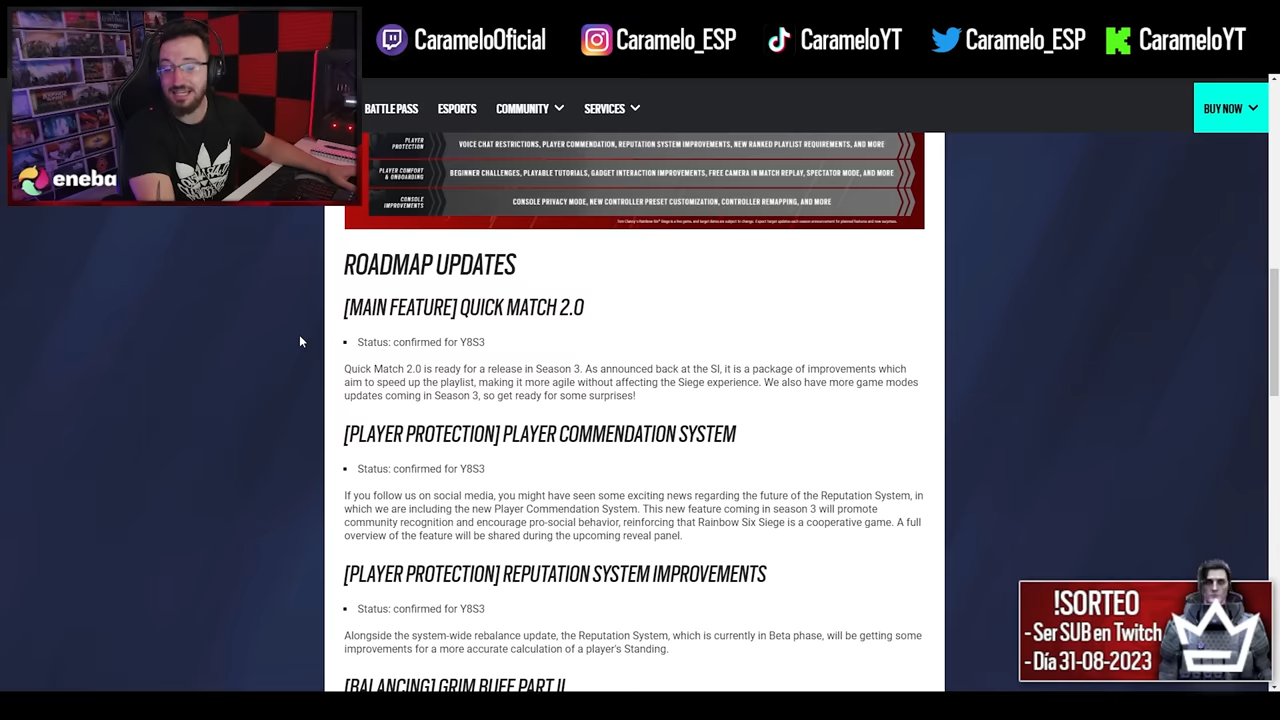 CarameloOficial
Caramelo_ESP
CarameloYT
Caramelo_ESP
CarameloYT
BATTLE PASS
ESPORTS
COMMUNITY
SERVICES
BUY NOW
eneba
PLAYER PROTECTION
VOICE CHAT RESTRICTIONS, PLAYER COMMENDATION, REPUTATION SYSTEM IMPROVEMENTS, NEW RANKED PLAYLIST REQUIREMENTS, AND MORE
PLAYER COMFORT & ONBOARDING
BEGINNER CHALLENGES, PLAYABLE TUTORIALS, GADGET INTERACTION IMPROVEMENTS, FREE CAMERA IN MATCH REPLAY, SPECTATOR MODE, AND MORE
CONSOLE IMPROVEMENTS
CONSOLE PRIVACY MODE, NEW CONTROLLER PRESET CUSTOMIZATION, CONTROLLER REMAPPING, AND MORE
ROADMAP UPDATES
[MAIN FEATURE] QUICK MATCH 2.0
▪ Status: confirmed for Y8S3
Quick Match 2.0 is ready for a release in Season 3. As announced back at the SI, it is a package of improvements which
aim to speed up the playlist, making it more agile without affecting the Siege experience. We also have more game modes
updates coming in Season 3, so get ready for some surprises!
[PLAYER PROTECTION] PLAYER COMMENDATION SYSTEM
▪ Status: confirmed for Y8S3
If you follow us on social media, you might have seen some exciting news regarding the future of the Reputation System, in
which we are including the new Player Commendation System. This new feature coming in season 3 will promote
community recognition and encourage pro-social behavior, reinforcing that Rainbow Six Siege is a cooperative game. A full
overview of the feature will be shared during the upcoming reveal panel.
[PLAYER PROTECTION] REPUTATION SYSTEM IMPROVEMENTS
▪ Status: confirmed for Y8S3
Alongside the system-wide rebalance update, the Reputation System, which is currently in Beta phase, will be getting some
improvements for a more accurate calculation of a player's Standing.
[BALANCING] GRIM BUFF PART II
!SORTEO
- Ser SUB en Twitch
- Día 31-08-2023